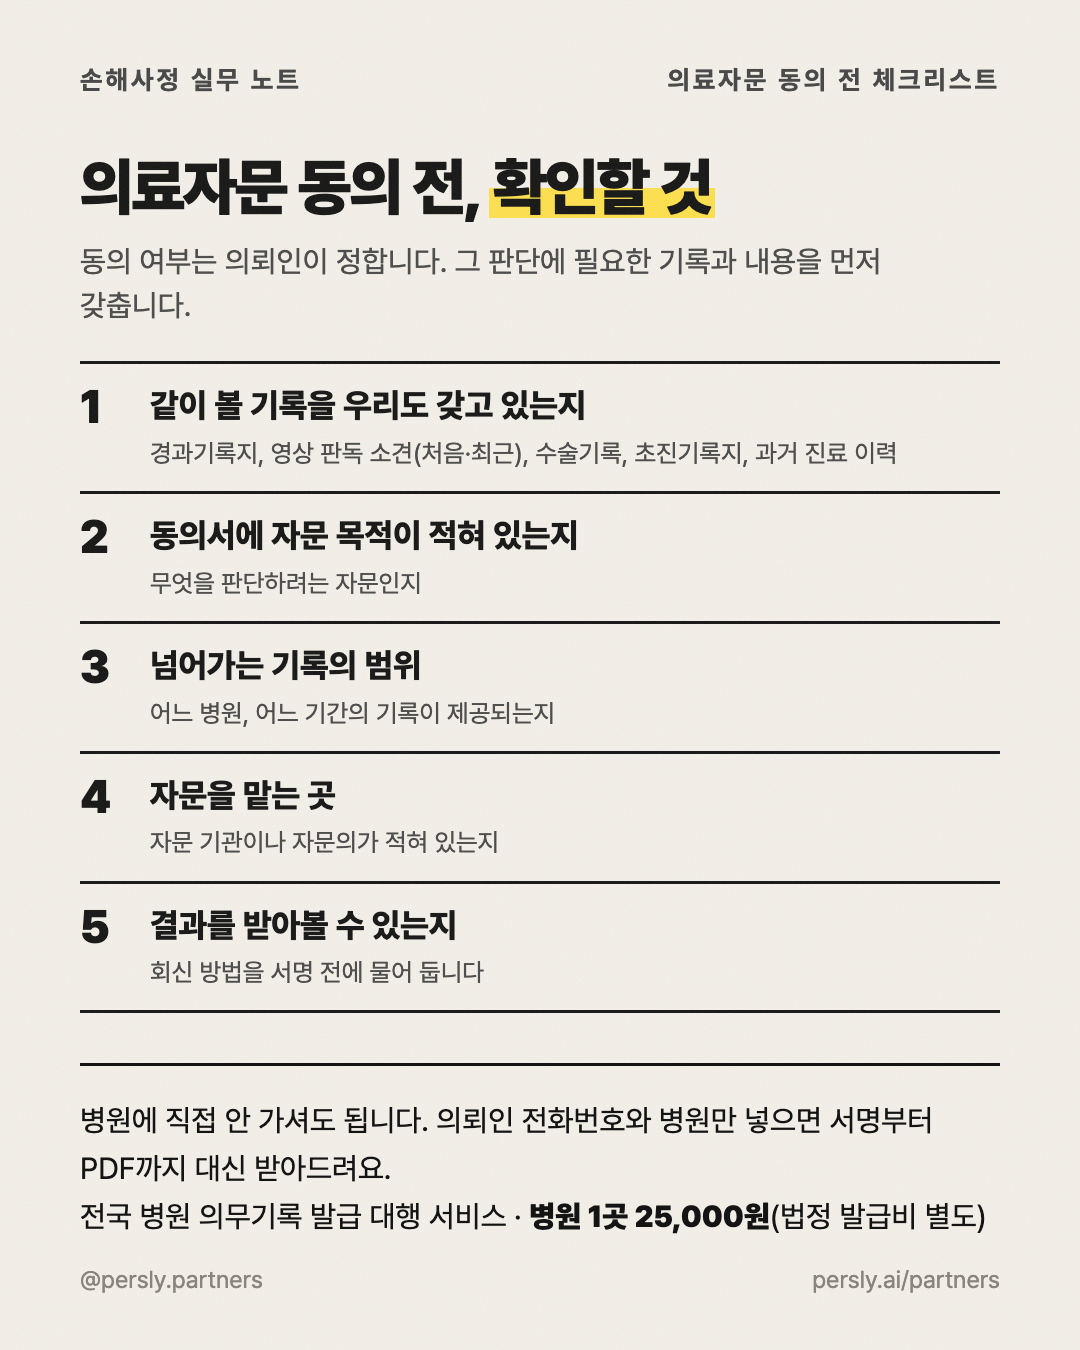 손해사정 실무 노트
의료자문 동의 전 체크리스트
의료자문 동의 전, 확인할 것
동의 여부는 의뢰인이 정합니다. 그 판단에 필요한 기록과 내용을 먼저
갖춥니다.
1 같이 볼 기록을 우리도 갖고 있는지
경과기록지, 영상 판독 소견(처음·최근), 수술기록, 초진기록지, 과거 진료 이력
2 동의서에 자문 목적이 적혀 있는지
무엇을 판단하려는 자문인지
3 넘어가는 기록의 범위
어느 병원, 어느 기간의 기록이 제공되는지
4 자문을 맡는 곳
자문 기관이나 자문의가 적혀 있는지
5 결과를 받아볼 수 있는지
회신 방법을 서명 전에 물어 둡니다
병원에 직접 안 가셔도 됩니다. 의뢰인 전화번호와 병원만 넣으면 서명부터
PDF까지 대신 받아드려요.
전국 병원 의무기록 발급 대행 서비스 · 병원 1곳 25,000원(법정 발급비 별도)
@persly.partners
persly.ai/partners